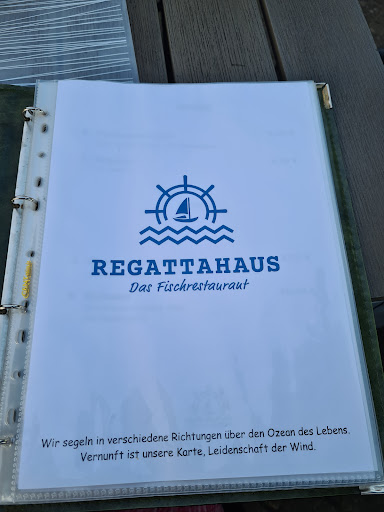 REGATTAHAUS
Das Fischrestaurant
Wir segeln in verschiedene Richtungen über den Ozean des Lebens.
Vernunft ist unsere Karte, Leidenschaft der Wind.